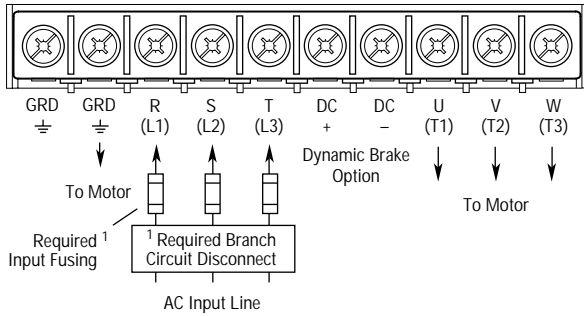 GRD GRD R S T DC DC U V W
(L1) (L2) (L3) + – (T1) (T2) (T3)
Dynamic Brake
Option
To Motor
To Motor
Required 1
Input Fusing
1 Required Branch
Circuit Disconnect
AC Input Line